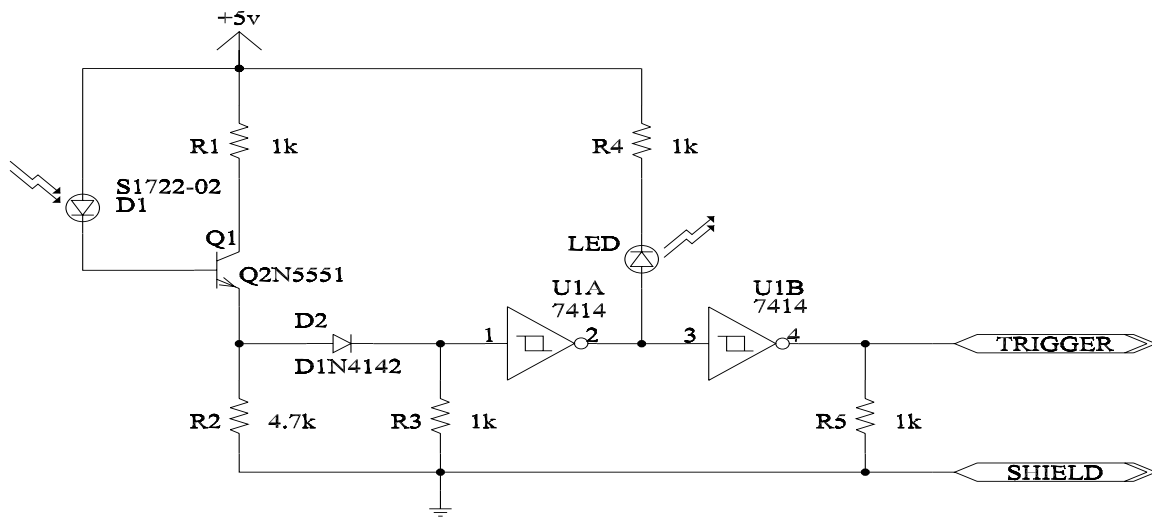 +5v
R1 1k
R4 1k
S1722-02
D1
Q1
LED
Q2N5551
U1A
7414
U1B
7414
D2
1
2
3
4
TRIGGER
D1N4142
R2 4.7k
R3 1k
R5 1k
SHIELD